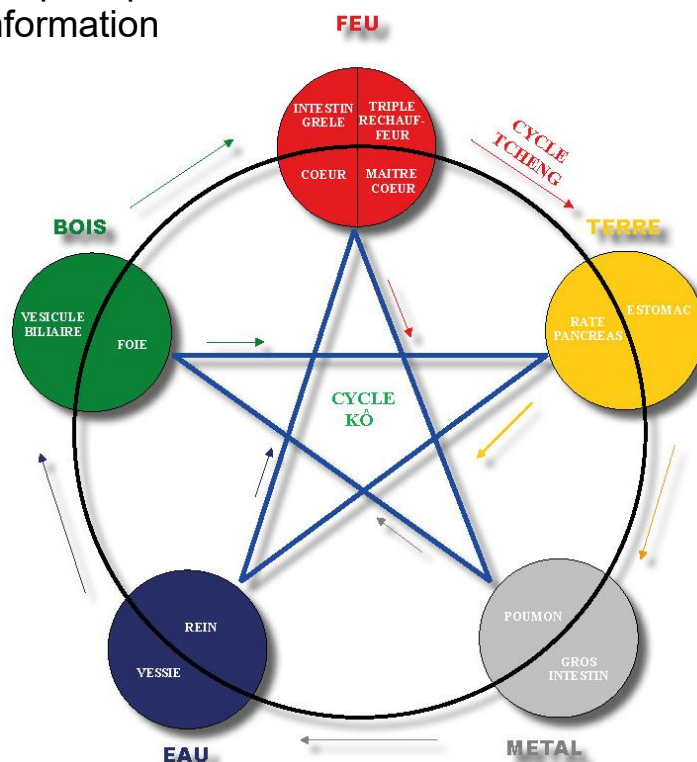 nformation
FEU
INTESTIN
GRELE
TRIPLE
RECHAUF-
FEUR
COEUR
MAITRE
COEUR
CYCLE
TCHENG
BOIS
TERRE
VESICULE
BILIAIRE
FOIE
RATE
PANCREAS
ESTOMAC
CYCLE
KÔ
REIN
VESSIE
POUMON
GROS
INTESTIN
EAU
METAL